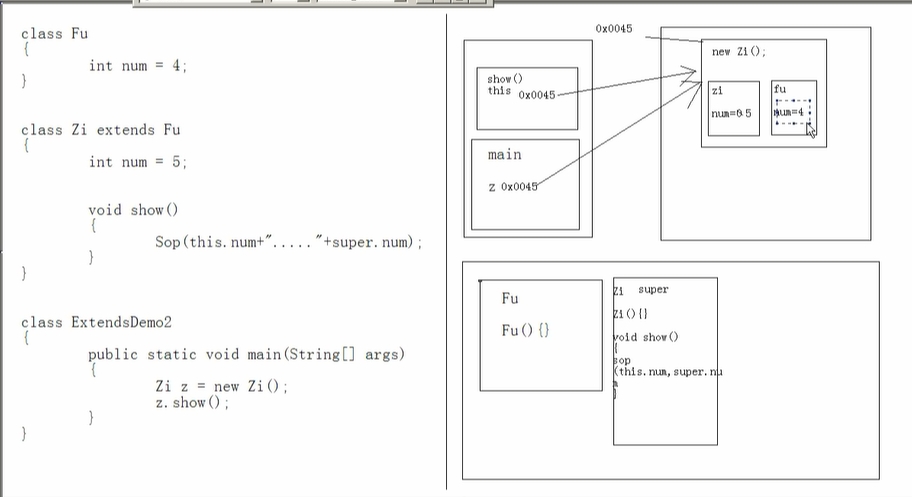 class Fu
{
int num = 4;
}
class Zi extends Fu
{
int num = 5;
void show()
{
Sop(this.num+"....."+super.num);
}
}
class ExtendsDemo2
{
public static void main(String[] args)
{
Zi z = new Zi();
z.show();
}
}
0x0045
show()
this 0x0045
main
z 0x0045
new Zi();
zi
num=0 5
fu
num=4
Fu
Fu(){}
Zi super
Zi(){}
void show()
{
sop
(this.num,super.nu
m
}